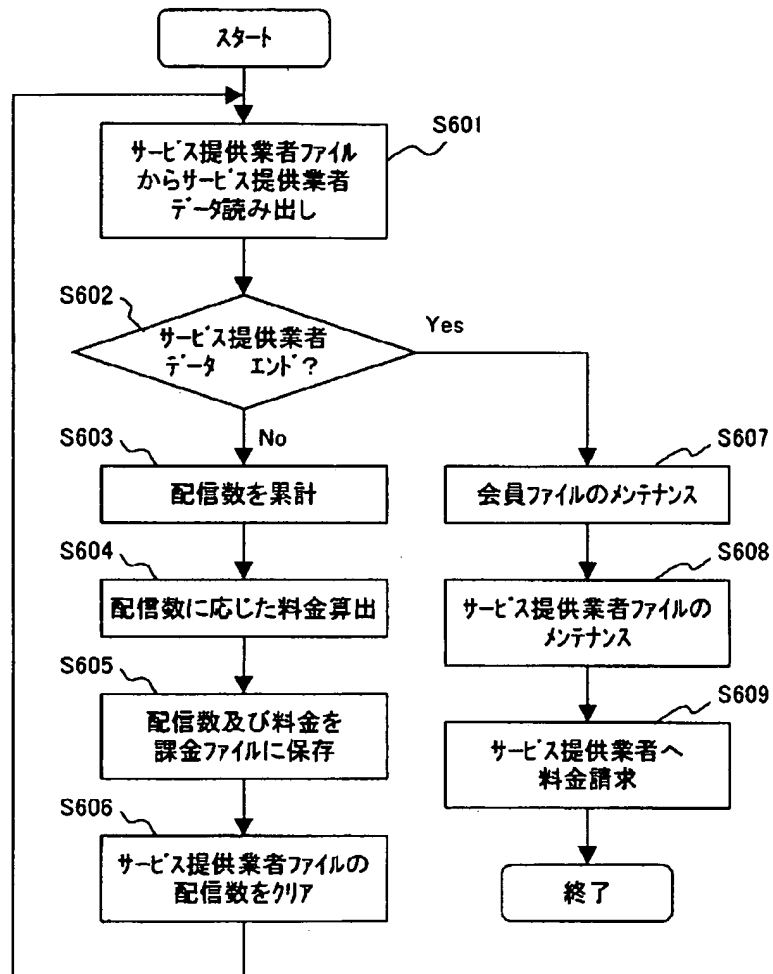 スタート
S601
サービス提供業者ファイル
からサービス提供業者
データ読み出し
S602
サービス提供業者
データ エンド?
Yes
No
S603
配信数を累計
S604
配信数に応じた料金算出
S605
配信数及び料金を
課金ファイルに保存
S606
サービス提供業者ファイルの
配信数をクリア
S607
会員ファイルのメンテナンス
S608
サービス提供業者ファイルの
メンテナンス
S609
サービス提供業者へ
料金請求
終了